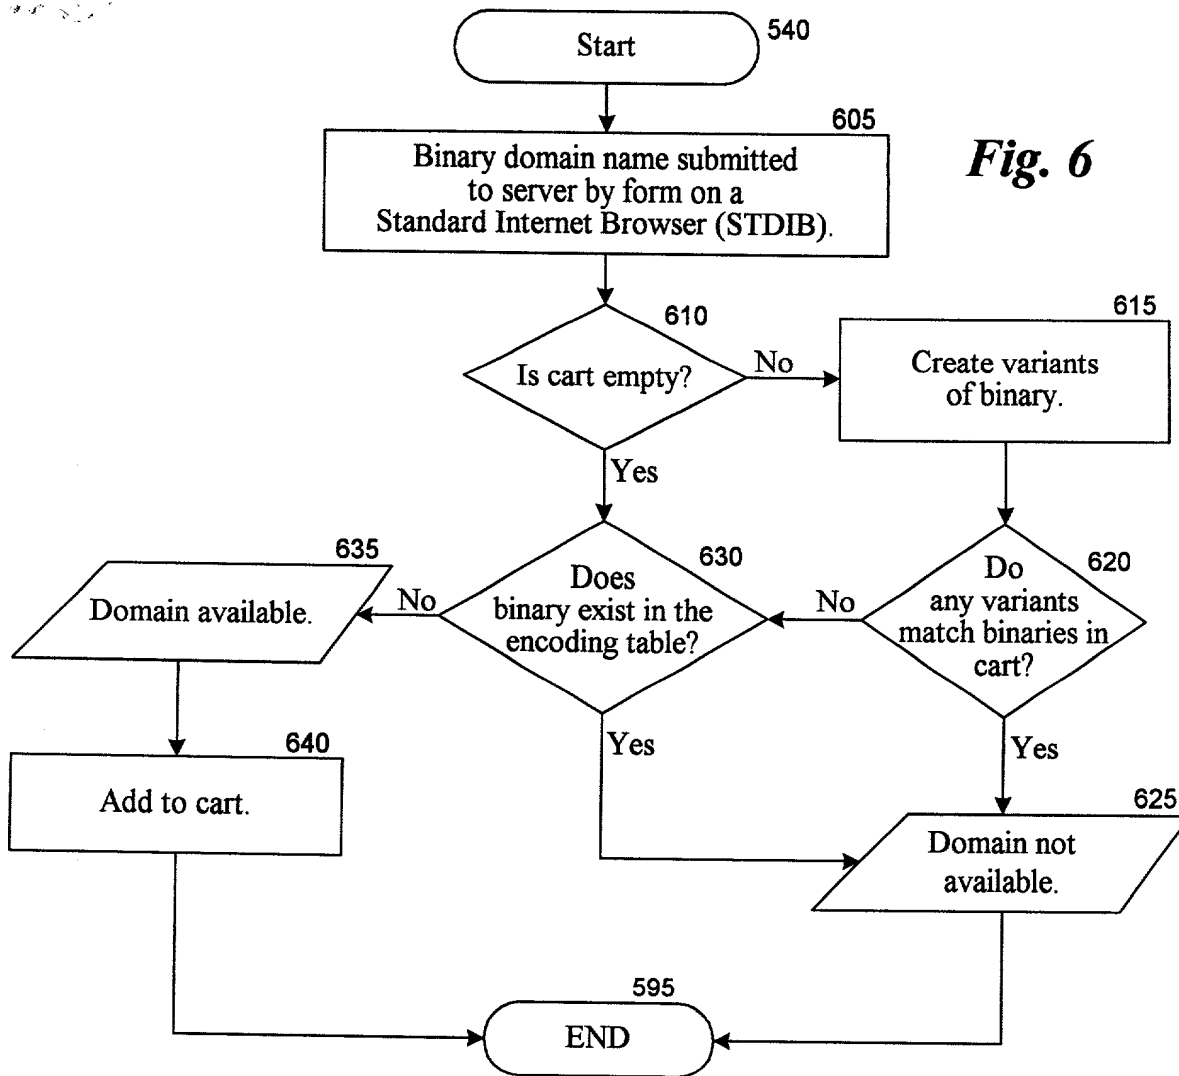 Start
540
605
Binary domain name submitted
to server by form on a
Standard Internet Browser (STDIB).
Fig. 6
610
Is cart empty?
No
615
Create variants
of binary.
Yes
635
Domain available.
No
630
Does
binary exist in the
encoding table?
No
620
Do
any variants
match binaries in
cart?
640
Add to cart.
Yes
Yes
625
Domain not
available.
595
END